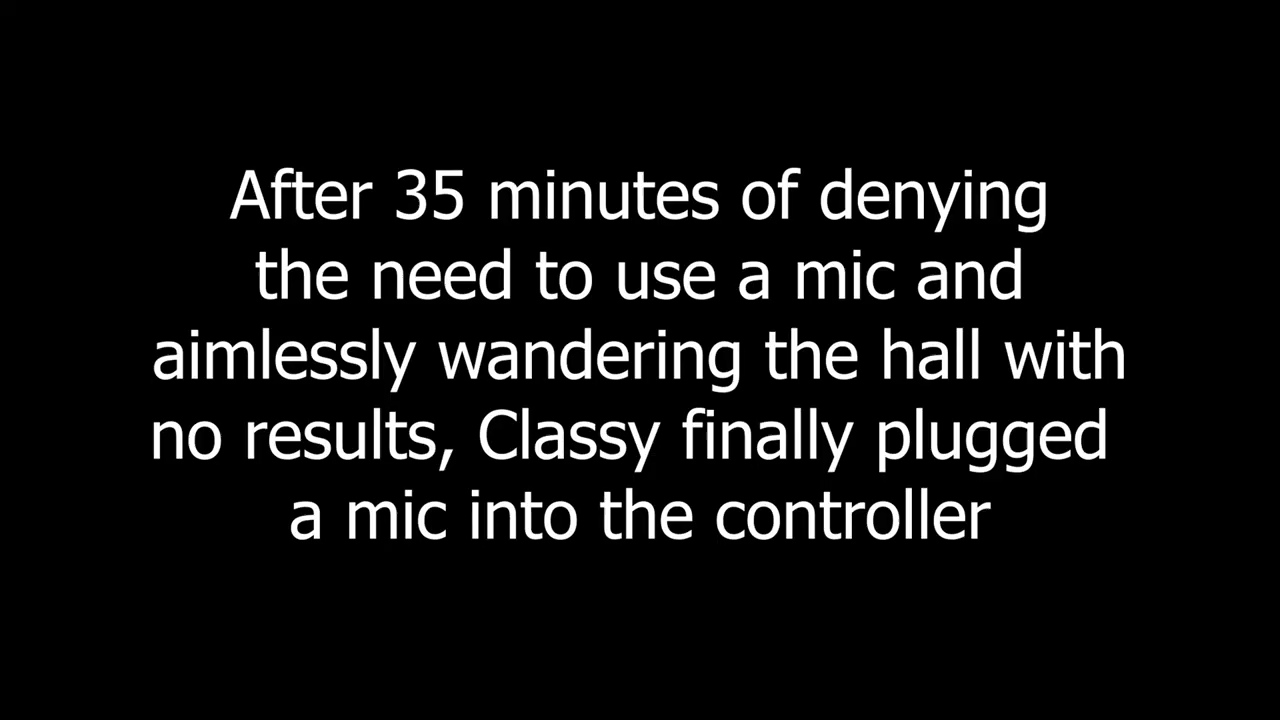 After 35 minutes of denying
the need to use a mic and
aimlessly wandering the hall with
no results, Classy finally plugged
a mic into the controller